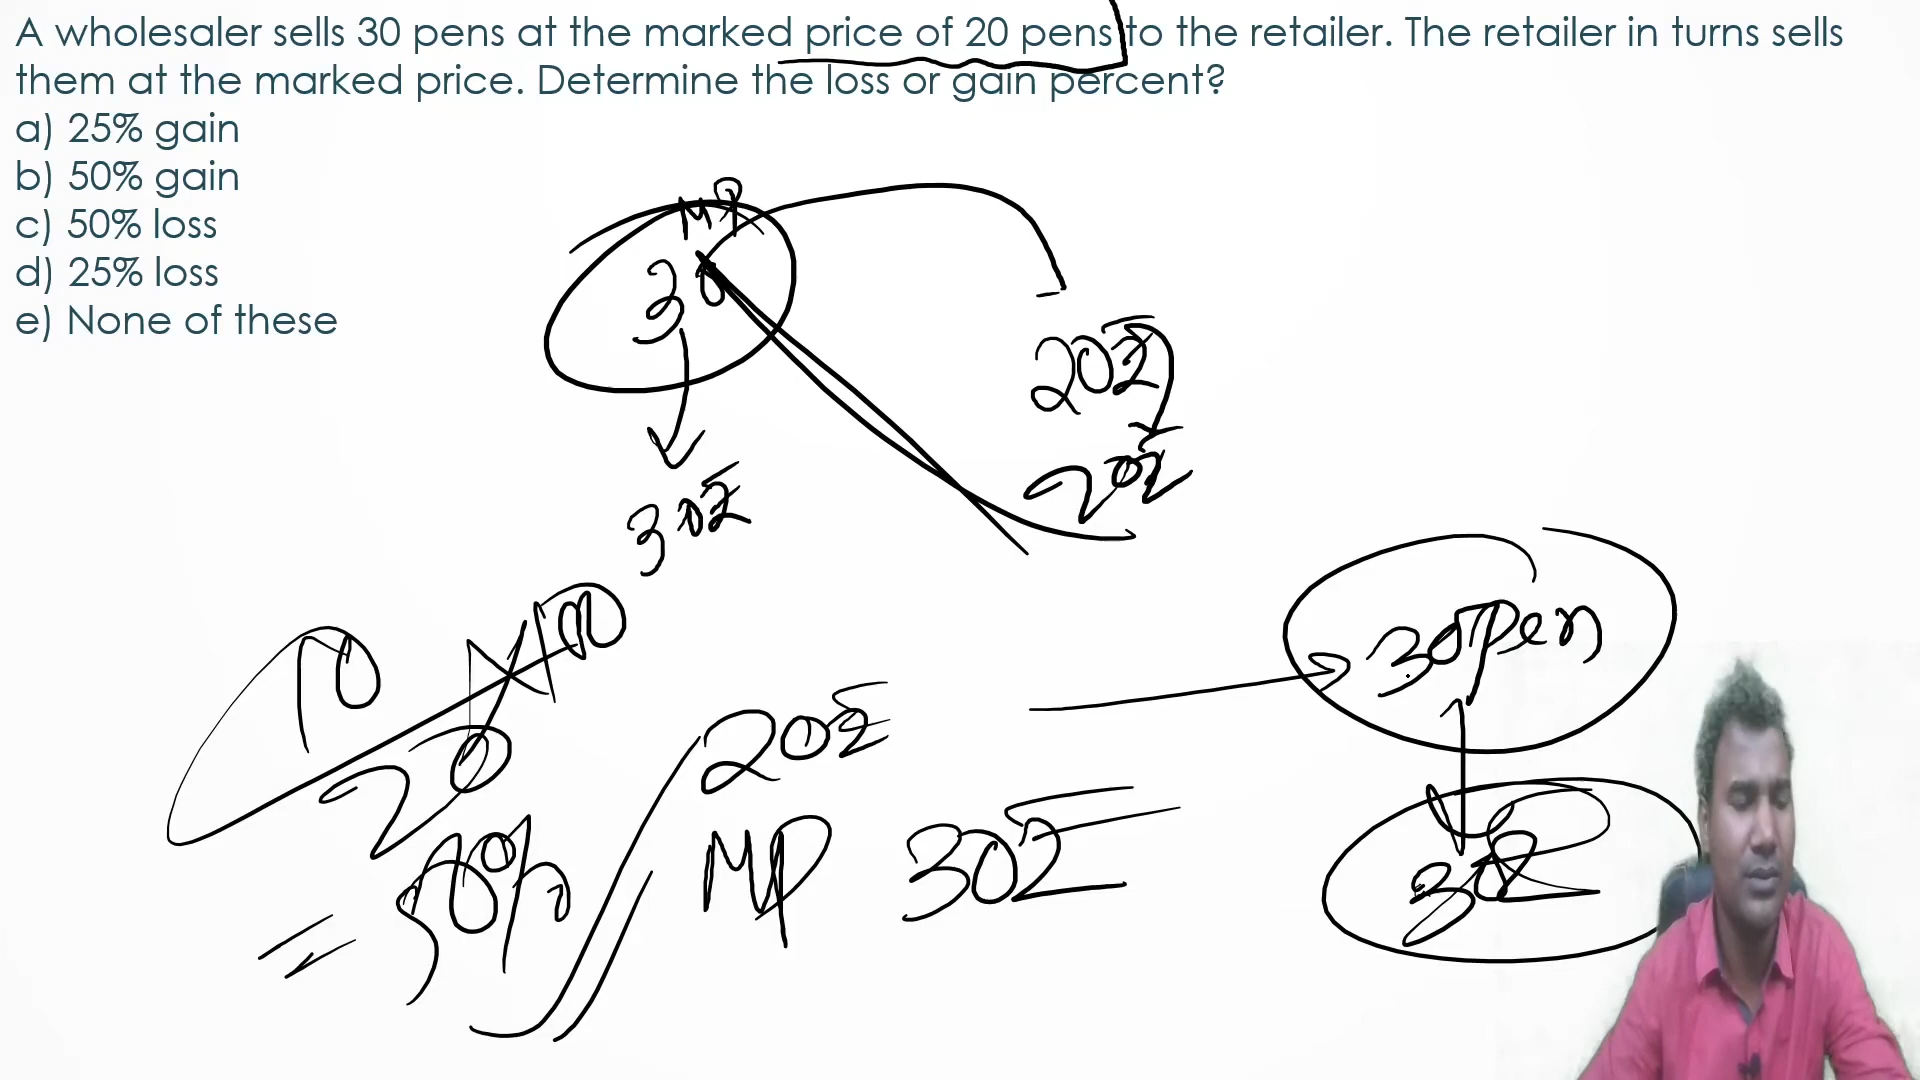 A wholesaler sells 30 pens at the marked price of 20 pens to the retailer. The retailer in turns sells
them at the marked price. Determine the loss or gain percent?
a) 25% gain
b) 50% gain
c) 50% loss
d) 25% loss
e) None of these
MP
30
20₹
20₹
30₹
10
20
X 100
= 50%
20₹
MP 30₹
30 Pen
30₹